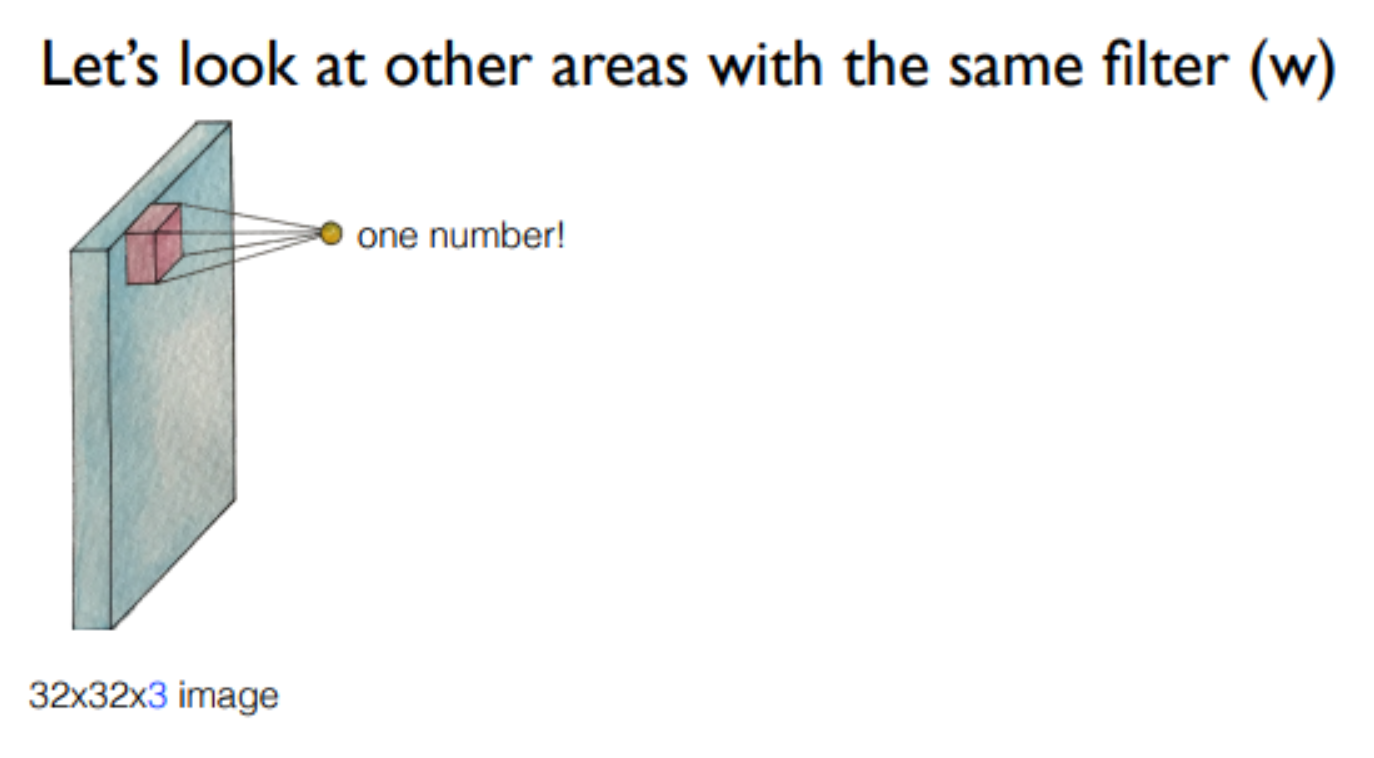 Let’s look at other areas with the same filter (w)
one number!
32x32x3 image